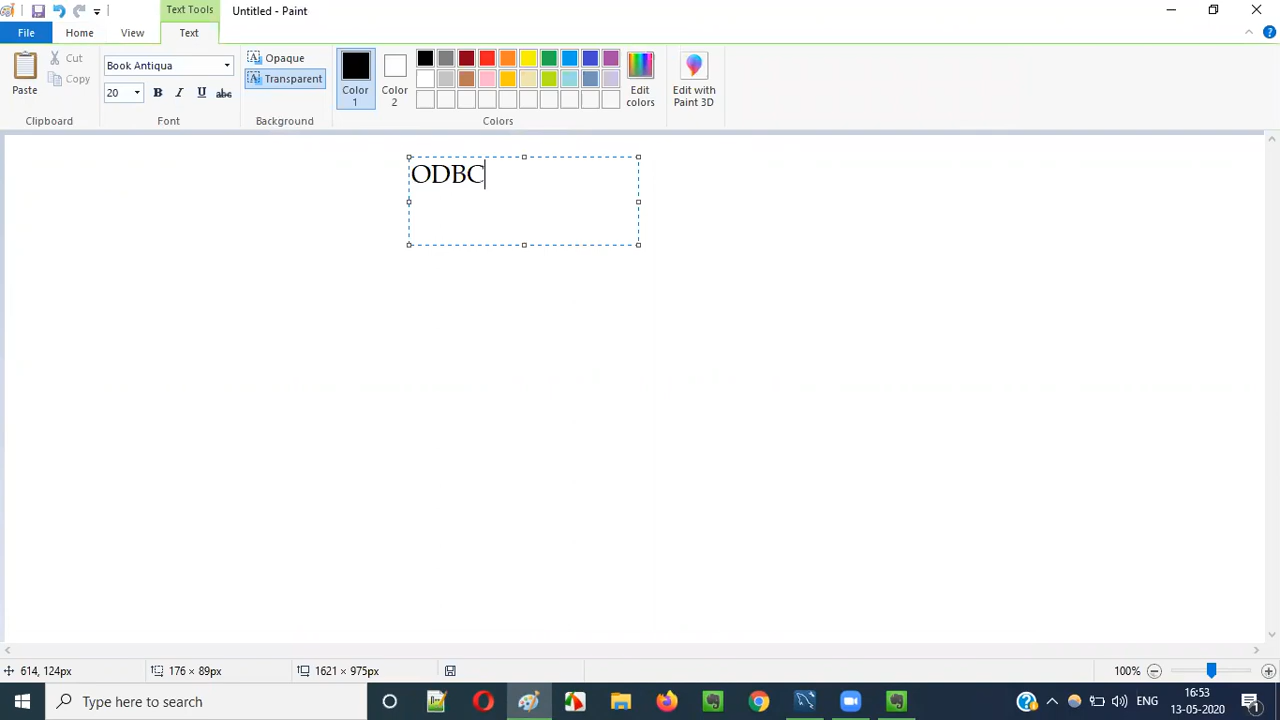 Text Tools
Untitled - Paint
File
Home
View
Text
Paste
Cut
Copy
Clipboard
Book Antiqua
20
B
I
U
abc
Font
Opaque
Transparent
Background
Color 1
Color 2
Colors
Edit colors
Edit with Paint 3D
ODBC
614, 124px
176 × 89px
1621 × 975px
100%
Type here to search
ENG
16:53
13-05-2020
1